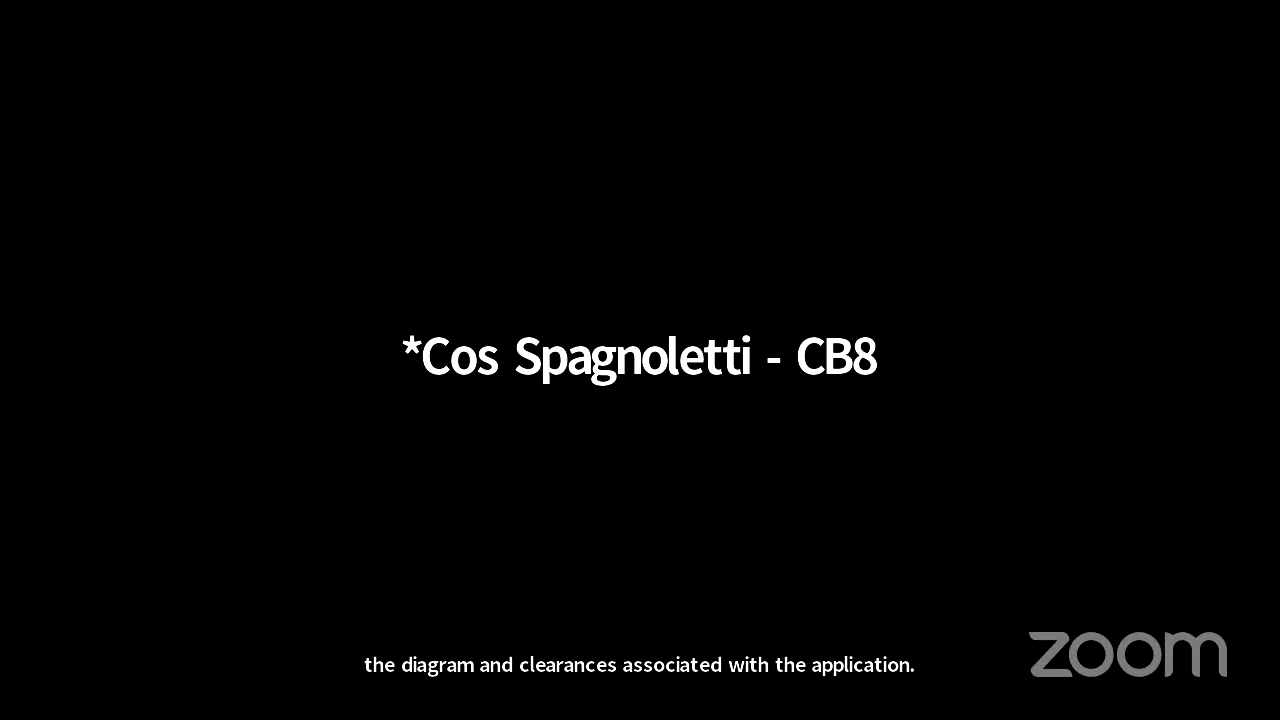 *Cos Spagnoletti - CB8
the diagram and clearances associated with the application.
zoom